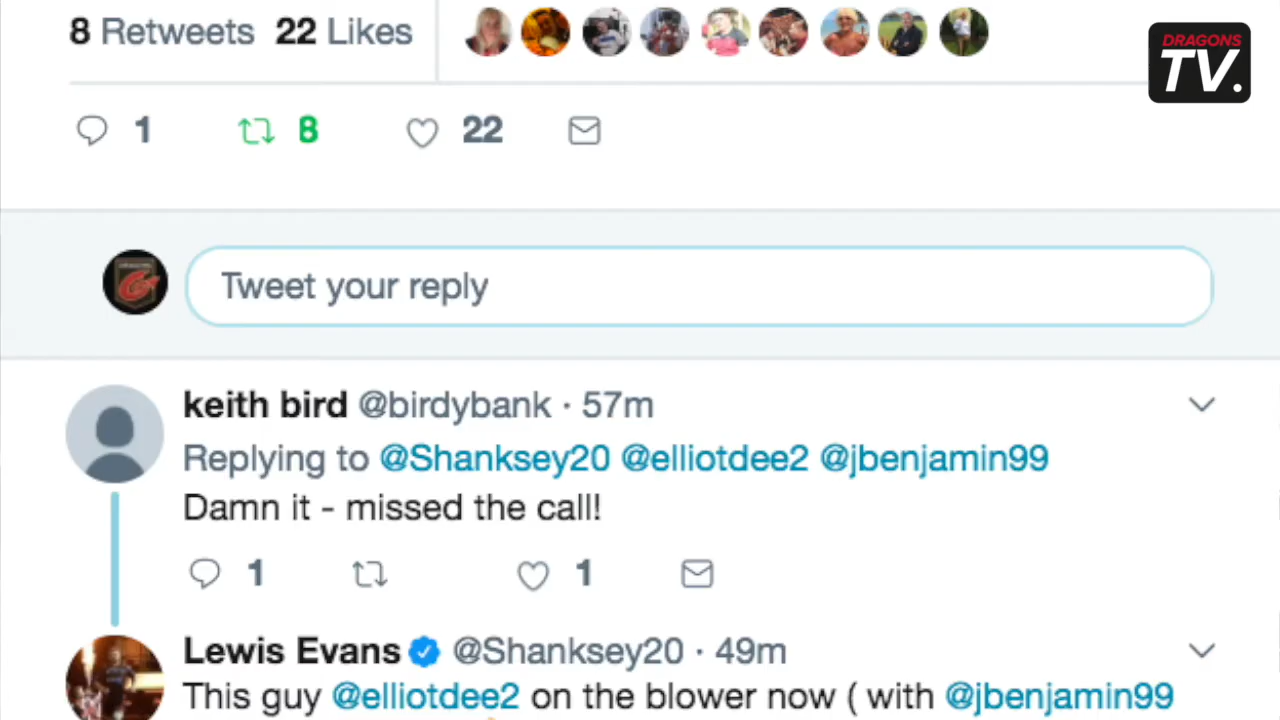 8 Retweets 22 Likes
DRAGONS
TV.
1 8 22
Tweet your reply
keith bird @birdybank · 57m
Replying to @Shanksey20 @elliotdee2 @jbenjamin99
Damn it - missed the call!
1 1
Lewis Evans @Shanksey20 · 49m
This guy @elliotdee2 on the blower now ( with @jbenjamin99